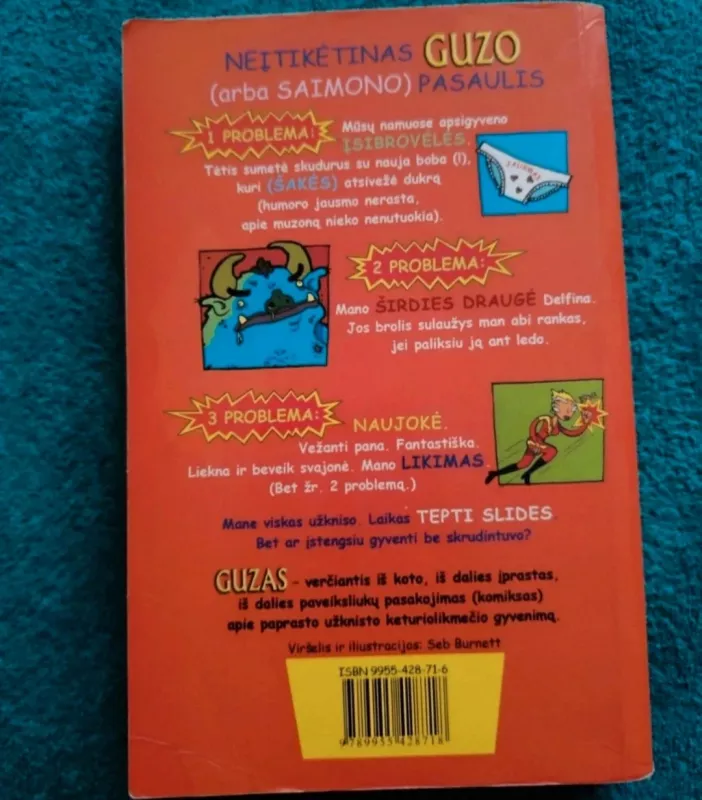 NEĮTIKĖTINAS GUZO
(arba SAIMONO) PASAULIS
1 PROBLEMA:
Mūsų namuose apsigyveno
ĮSIBROVĖLĖS.
Tėtis sumetė skudurus su nauja boba (!),
kuri (ŠAKĖS) atsivežė dukrą
(humoro jausmo nerasta,
apie muzoną nieko nenutuokia).
2 PROBLEMA:
Mano ŠIRDIES DRAUGĖ Delfina.
Jos brolis sulaužys man abi rankas,
jei paliksiu ją ant ledo.
3 PROBLEMA:
NAUJOKĖ.
Vežanti pana. Fantastiška.
Liekna ir beveik svajonė. Mano LIKIMAS.
(Bet žr. 2 problemą.)
Mane viskas užkniso. Laikas TEPTI SLIDES.
Bet ar įstengsiu gyventi be skrudintuvo?
GUZAS – verčiantis iš koto, iš dalies įprastas,
iš dalies paveiksliukų pasakojimas (komiksas)
apie paprasto užknisto keturiolikmečio gyvenimą.
Viršelis ir iliustracijos: Seb Burnett
ISBN 9955-428-71-6
9789955428718